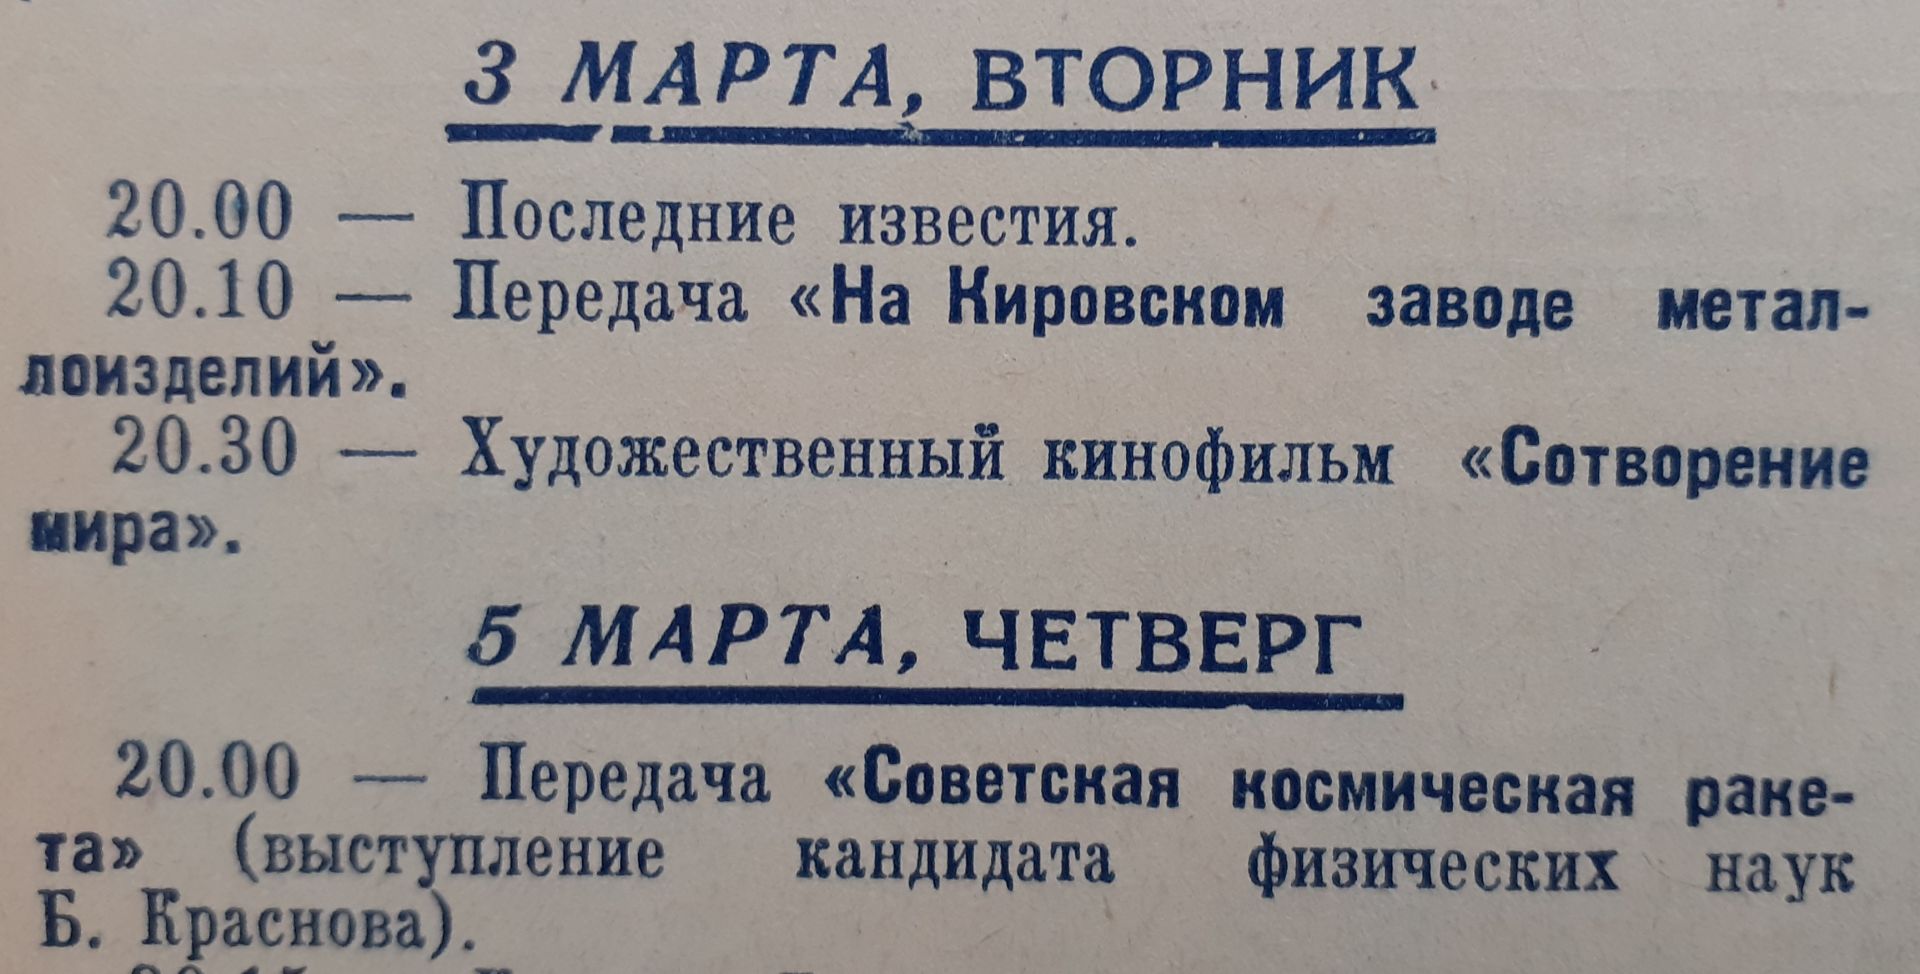 3 МАРТА, ВТОРНИК
20.00 — Последние известия.
20.10 — Передача «На Кировском заводе метал-
лоизделий».
20.30 — Художественный кинофильм «Сотворение
мира».
5 МАРТА, ЧЕТВЕРГ
20.00 — Передача «Советская космическая раке-
та» (выступление кандидата физических наук
Б. Краснова).